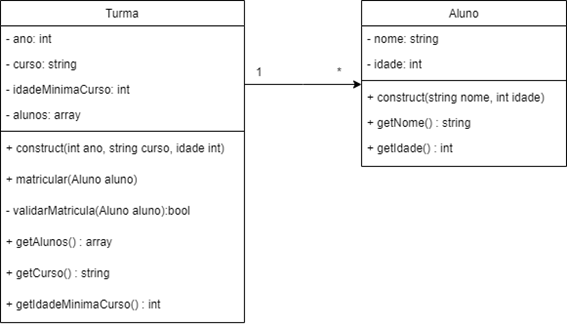 Turma
- ano: int
- curso: string
- idadeMinimaCurso: int
- alunos: array
+ construct(int ano, string curso, idade int)
+ matricular(Aluno aluno)
- validarMatricula(Aluno aluno):bool
+ getAlunos() : array
+ getCurso() : string
+ getIdadeMinimaCurso() : int
1
*
Aluno
- nome: string
- idade: int
+ construct(string nome, int idade)
+ getNome() : string
+ getIdade() : int